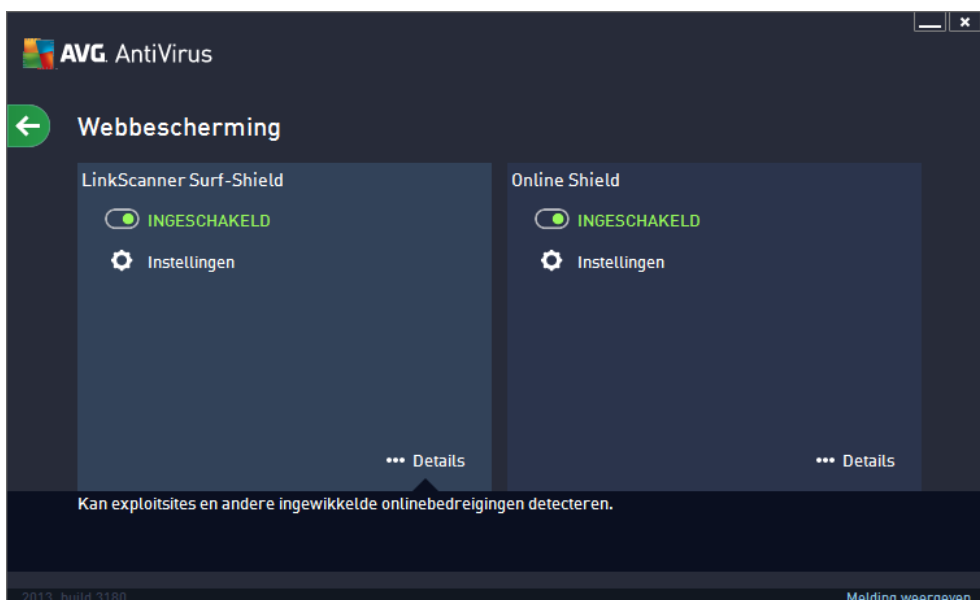 AVG. AntiVirus
Webbescherming
LinkScanner Surf-Shield
INGESCHAKELD
Instellingen
Details
Online Shield
INGESCHAKELD
Instellingen
Details
Kan exploitsites en andere ingewikkelde onlinebedreigingen detecteren.
2013 build 3180
Melding weergeven